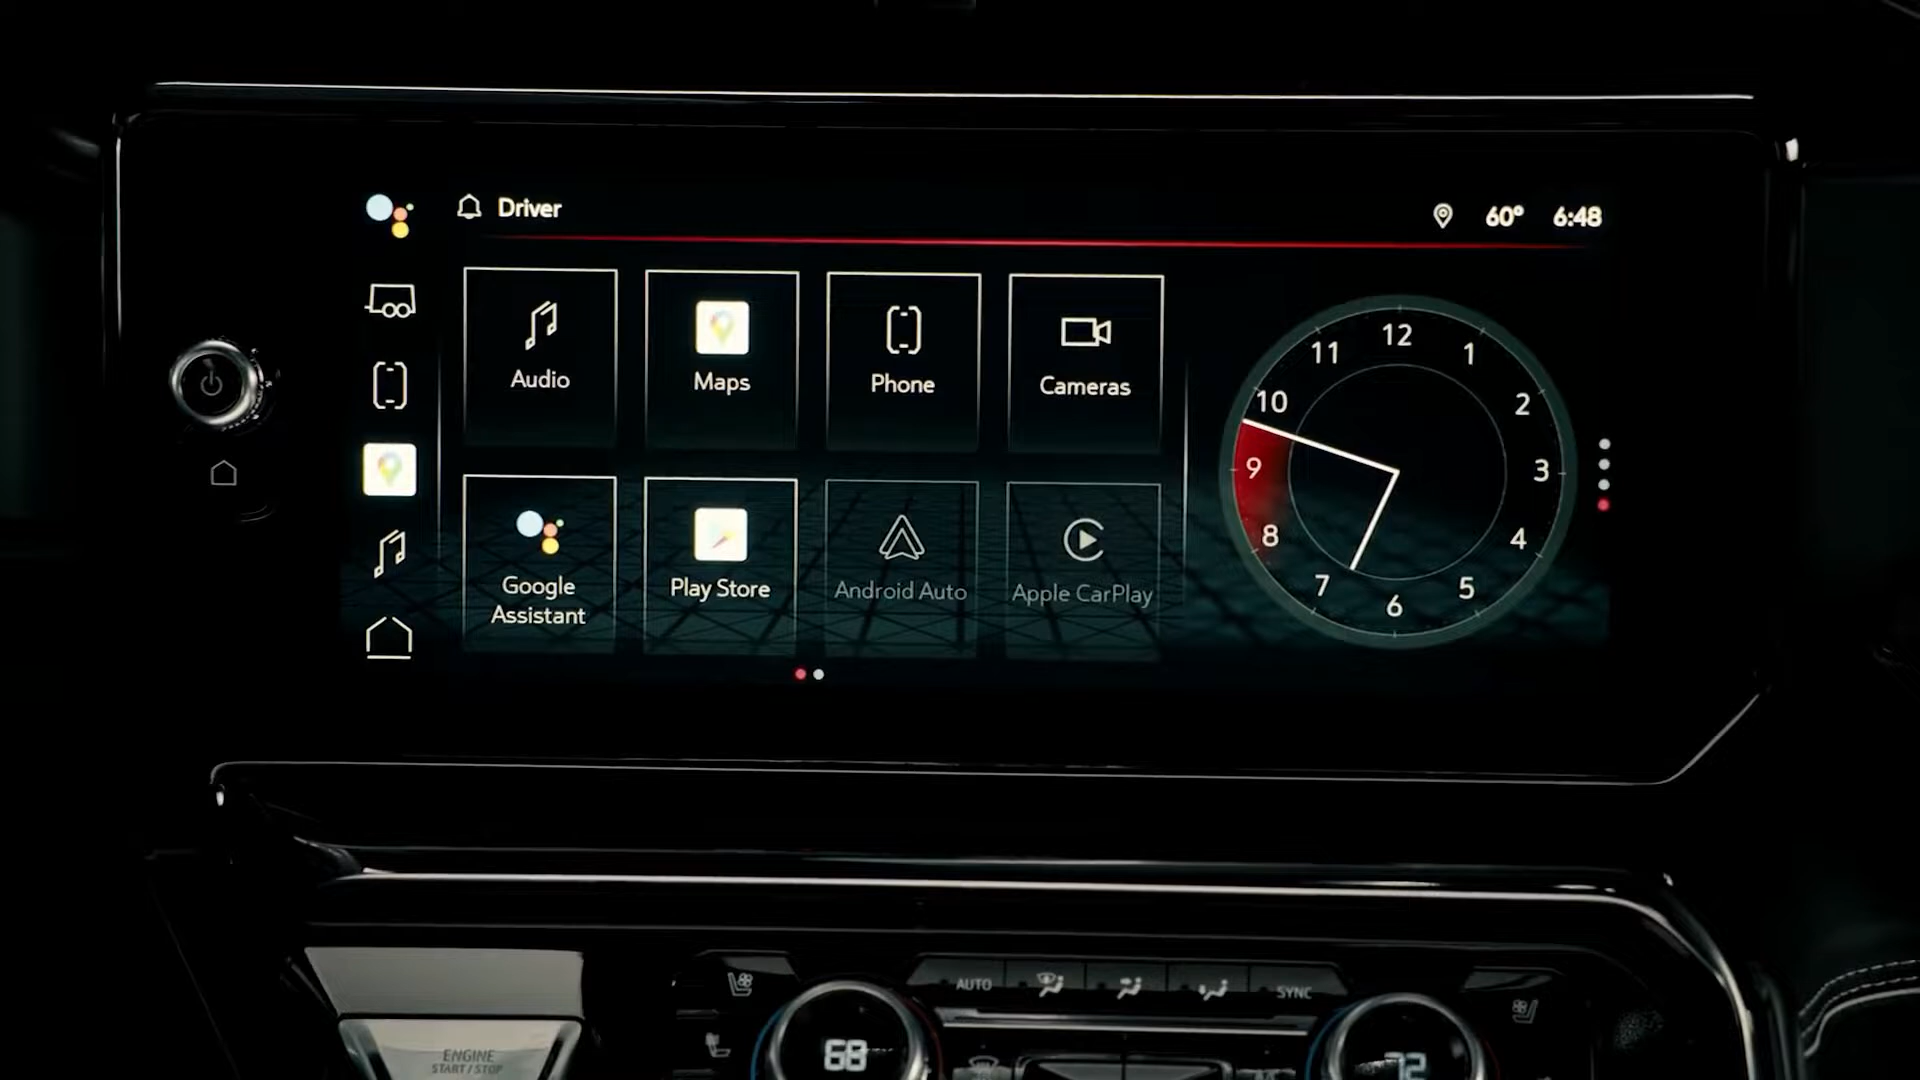 Driver
60°
6:48
Audio
Maps
Phone
Cameras
Google
Assistant
Play Store
Android Auto
Apple CarPlay
12
1
2
3
4
5
6
7
8
9
10
11
AUTO
SYNC
ENGINE
START/STOP
68
72